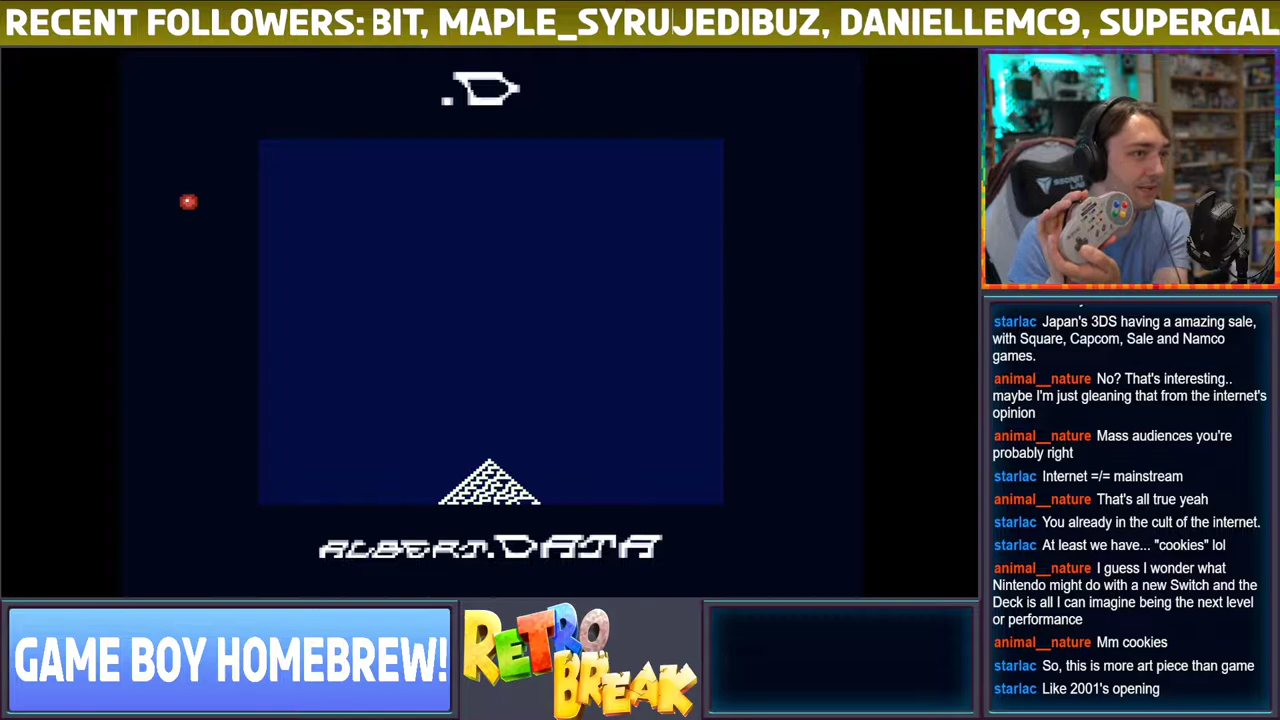 RECENT FOLLOWERS: BIT, MAPLE_SYRUJEDIBUZ, DANIELLEMC9, SUPERGAL
.D
ALBERT.DATA
SECRET
starlac Japan's 3DS having a amazing sale,
with Square, Capcom, Sale and Namco
games.
animal__nature No? That's interesting..
maybe I'm just gleaning that from the internet's
opinion
animal__nature Mass audiences you're
probably right
starlac Internet =/= mainstream
animal__nature That's all true yeah
starlac You already in the cult of the internet.
starlac At least we have... "cookies" lol
animal__nature I guess I wonder what
Nintendo might do with a new Switch and the
Deck is all I can imagine being the next level
or performance
animal__nature Mm cookies
starlac So, this is more art piece than game
starlac Like 2001's opening
GAME BOY HOMEBREW!
RETRO
BREAK